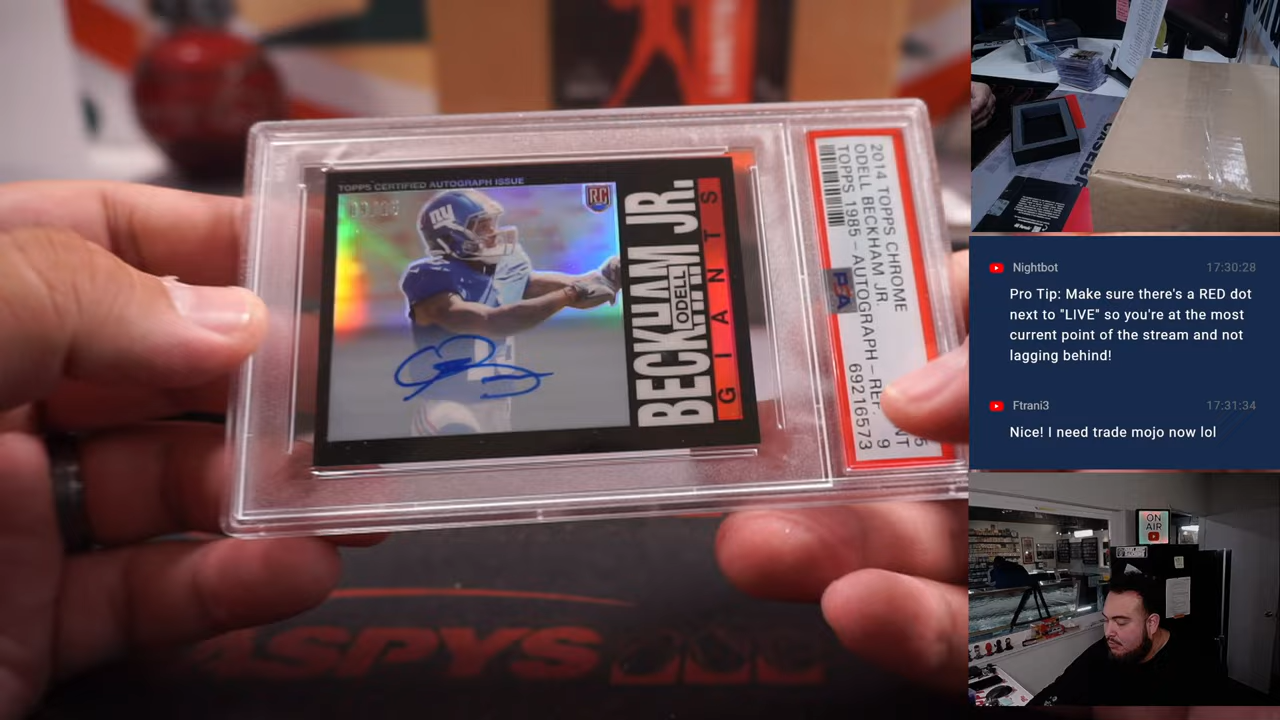 TOPPS CERTIFIED AUTOGRAPH ISSUE
RC
BECKHAM JR.
ODELL
GIANTS
ny
2014 TOPPS CHROME
ODELL BECKHAM JR.
TOPPS 1985 - AUTOGRAPH - REF.
9
69216573
PSA
ASPYS
Nightbot
17:30:28
Pro Tip: Make sure there's a RED dot
next to "LIVE" so you're at the most
current point of the stream and not
lagging behind!
Ftrani3
17:31:34
Nice! I need trade mojo now lol
ON
AIR